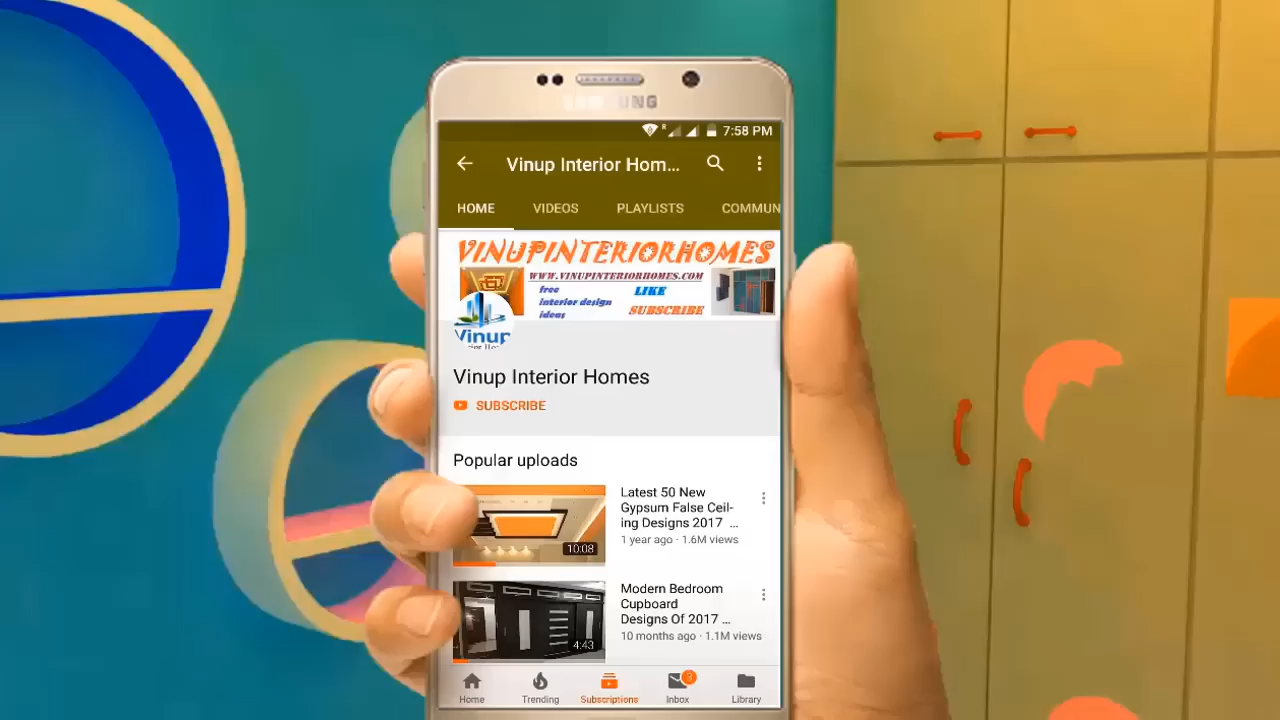 SAMSUNG
7:58 PM
Vinup Interior Hom...
HOME VIDEOS PLAYLISTS COMMUN
VINUPINTERIORHOMES
WWW.VINUPINTERIORHOMES.COM
free LIKE
interior design
ideas SUBSCRIBE
Vinup
Vinup Interior Homes
SUBSCRIBE
Popular uploads
Latest 50 New
Gypsum False Ceil-
ing Designs 2017 ...
1 year ago · 1.6M views
10:08
Modern Bedroom
Cupboard
Designs Of 2017 ...
10 months ago · 1.1M views
4:43
Home Trending Subscriptions Inbox Library